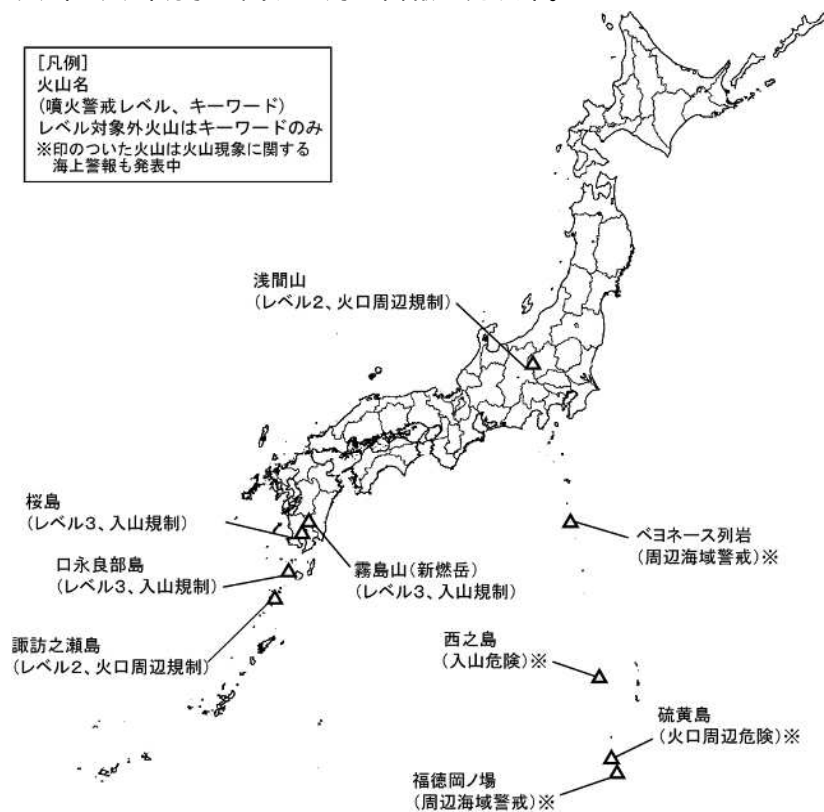 [凡例]
火山名
(噴火警戒レベル、キーワード)
レベル対象外火山はキーワードのみ
※印のついた火山は火山現象に関する
海上警報も発表中
浅間山
(レベル2、火口周辺規制)
桜島
(レベル3、入山規制)
口永良部島
(レベル3、入山規制)
霧島山(新燃岳)
(レベル3、入山規制)
ベヨネース列岩
(周辺海域警戒)※
諏訪之瀬島
(レベル2、火口周辺規制)
西之島
(入山危険)※
硫黄島
(火口周辺危険)※
福徳岡ノ場
(周辺海域警戒)※